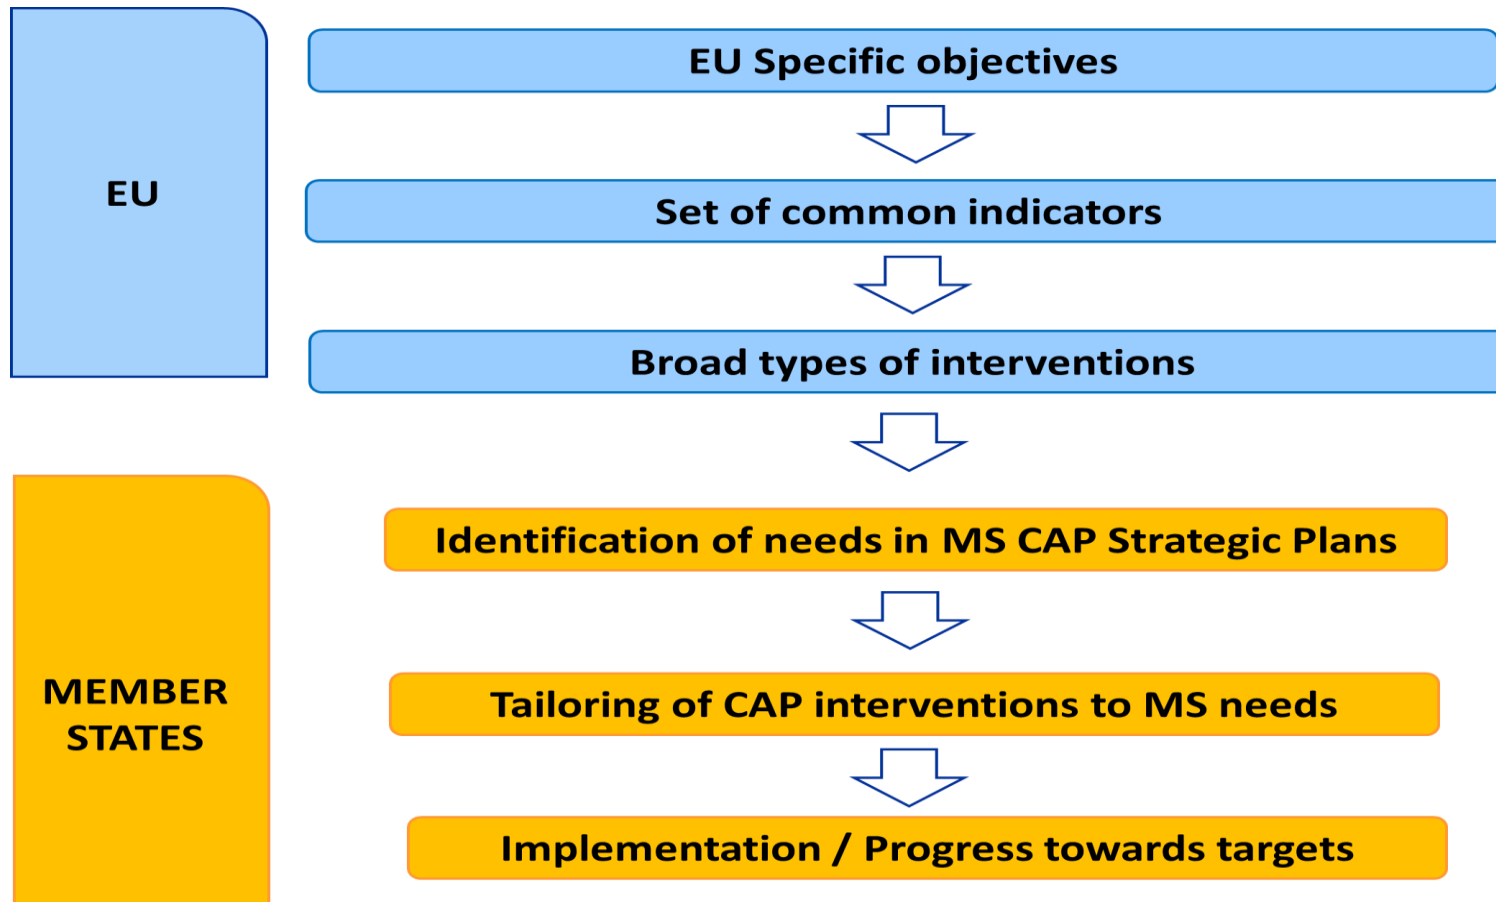 EU
EU Specific objectives
Set of common indicators
Broad types of interventions
MEMBER
STATES
Identification of needs in MS CAP Strategic Plans
Tailoring of CAP interventions to MS needs
Implementation / Progress towards targets